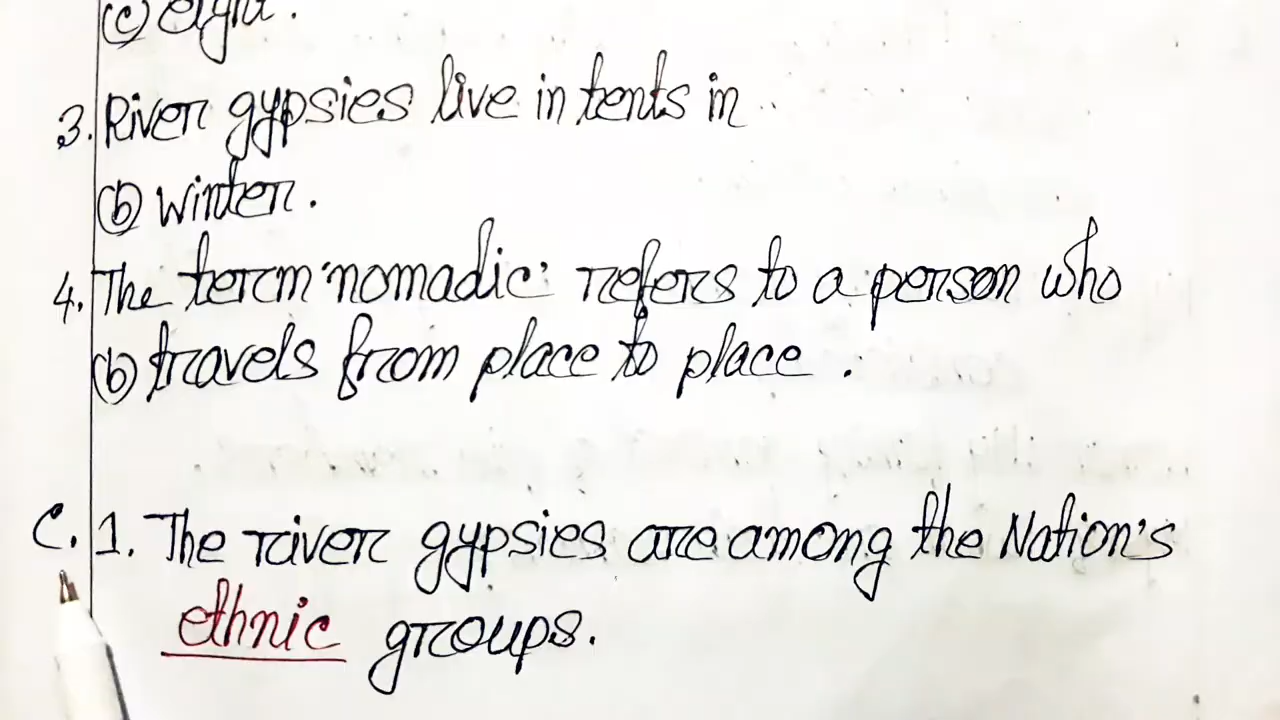 (c) eight.
3. River gypsies live in tents in
(b) winter.
4. The term 'nomadic' refers to a person who
(b) travels from place to place.
C. 1. The river gypsies are among the Nation's
ethnic groups.